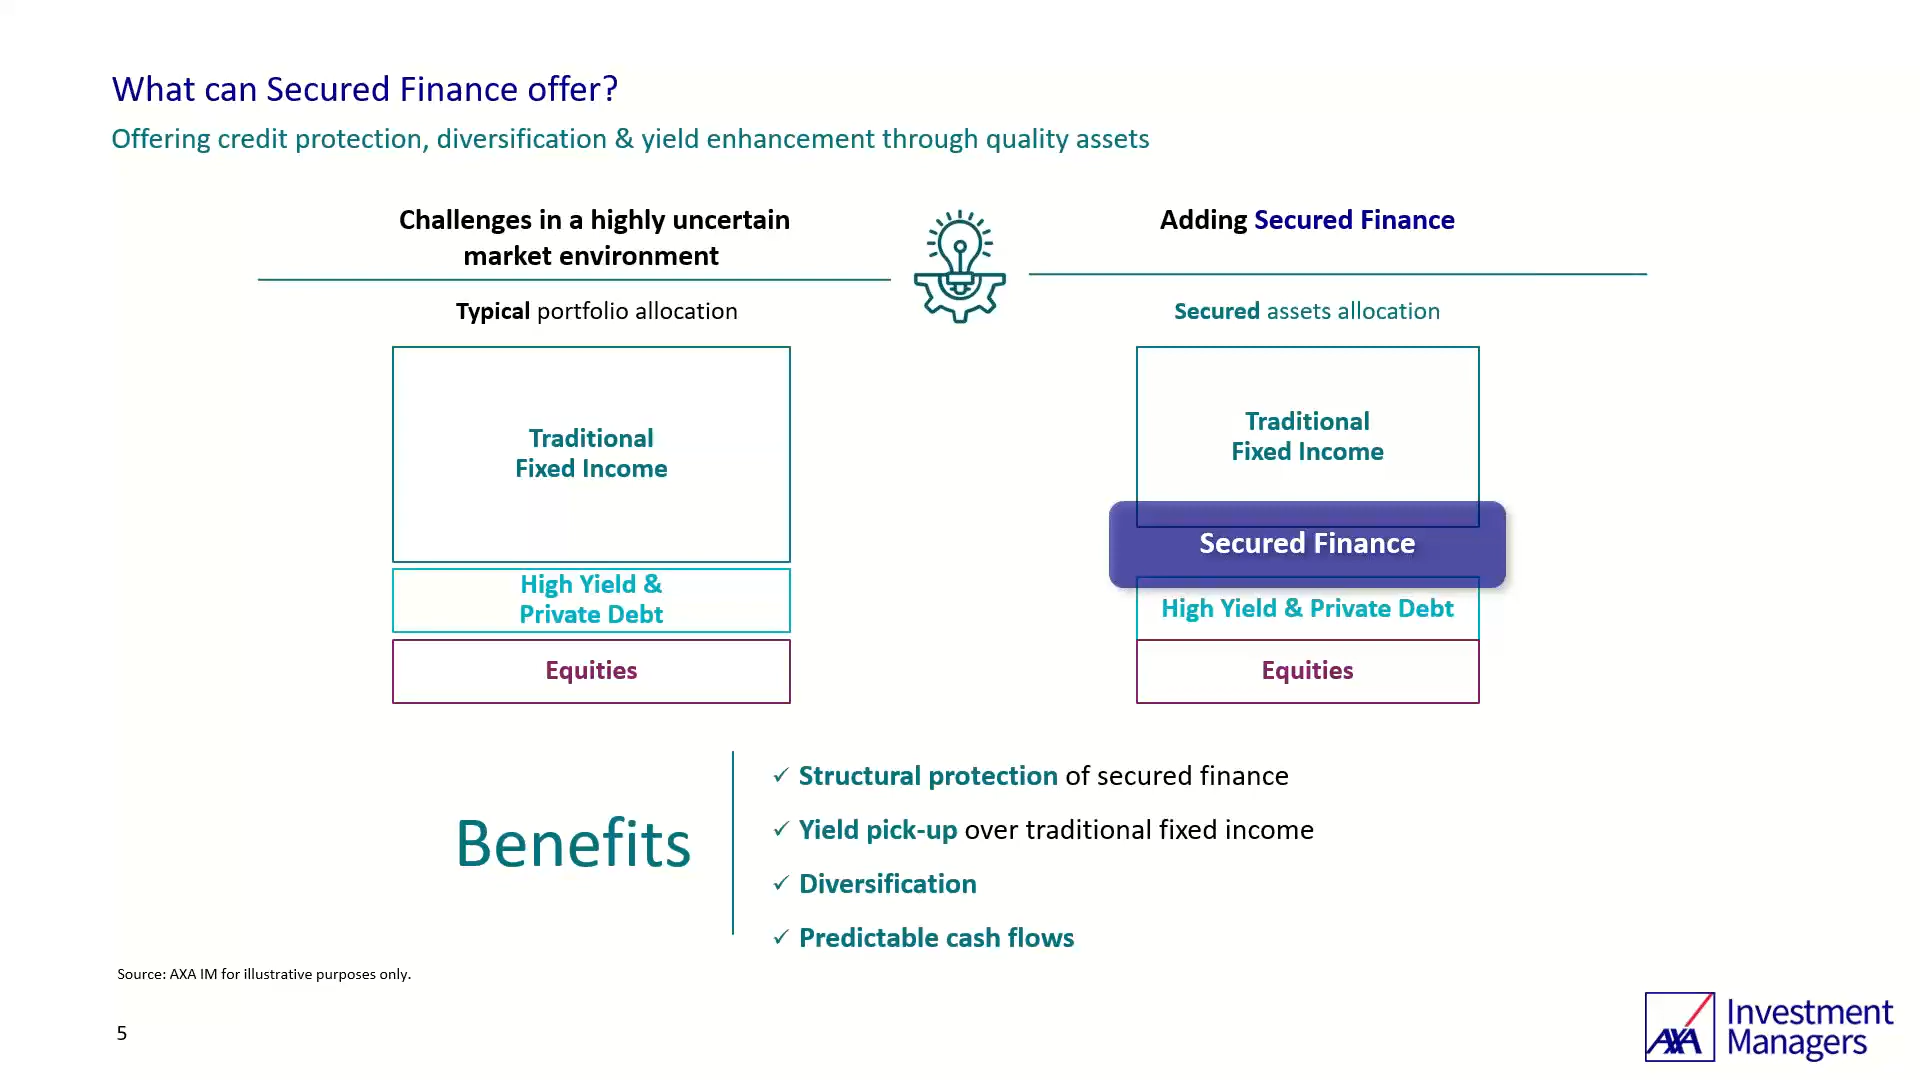 What can Secured Finance offer?
Offering credit protection, diversification & yield enhancement through quality assets
Challenges in a highly uncertain
market environment
Typical portfolio allocation
Traditional
Fixed Income
High Yield &
Private Debt
Equities
Adding Secured Finance
Secured assets allocation
Traditional
Fixed Income
Secured Finance
High Yield & Private Debt
Equities
Benefits
✓ Structural protection of secured finance
✓ Yield pick-up over traditional fixed income
✓ Diversification
✓ Predictable cash flows
Source: AXA IM for illustrative purposes only.
5
AXA
Investment
Managers